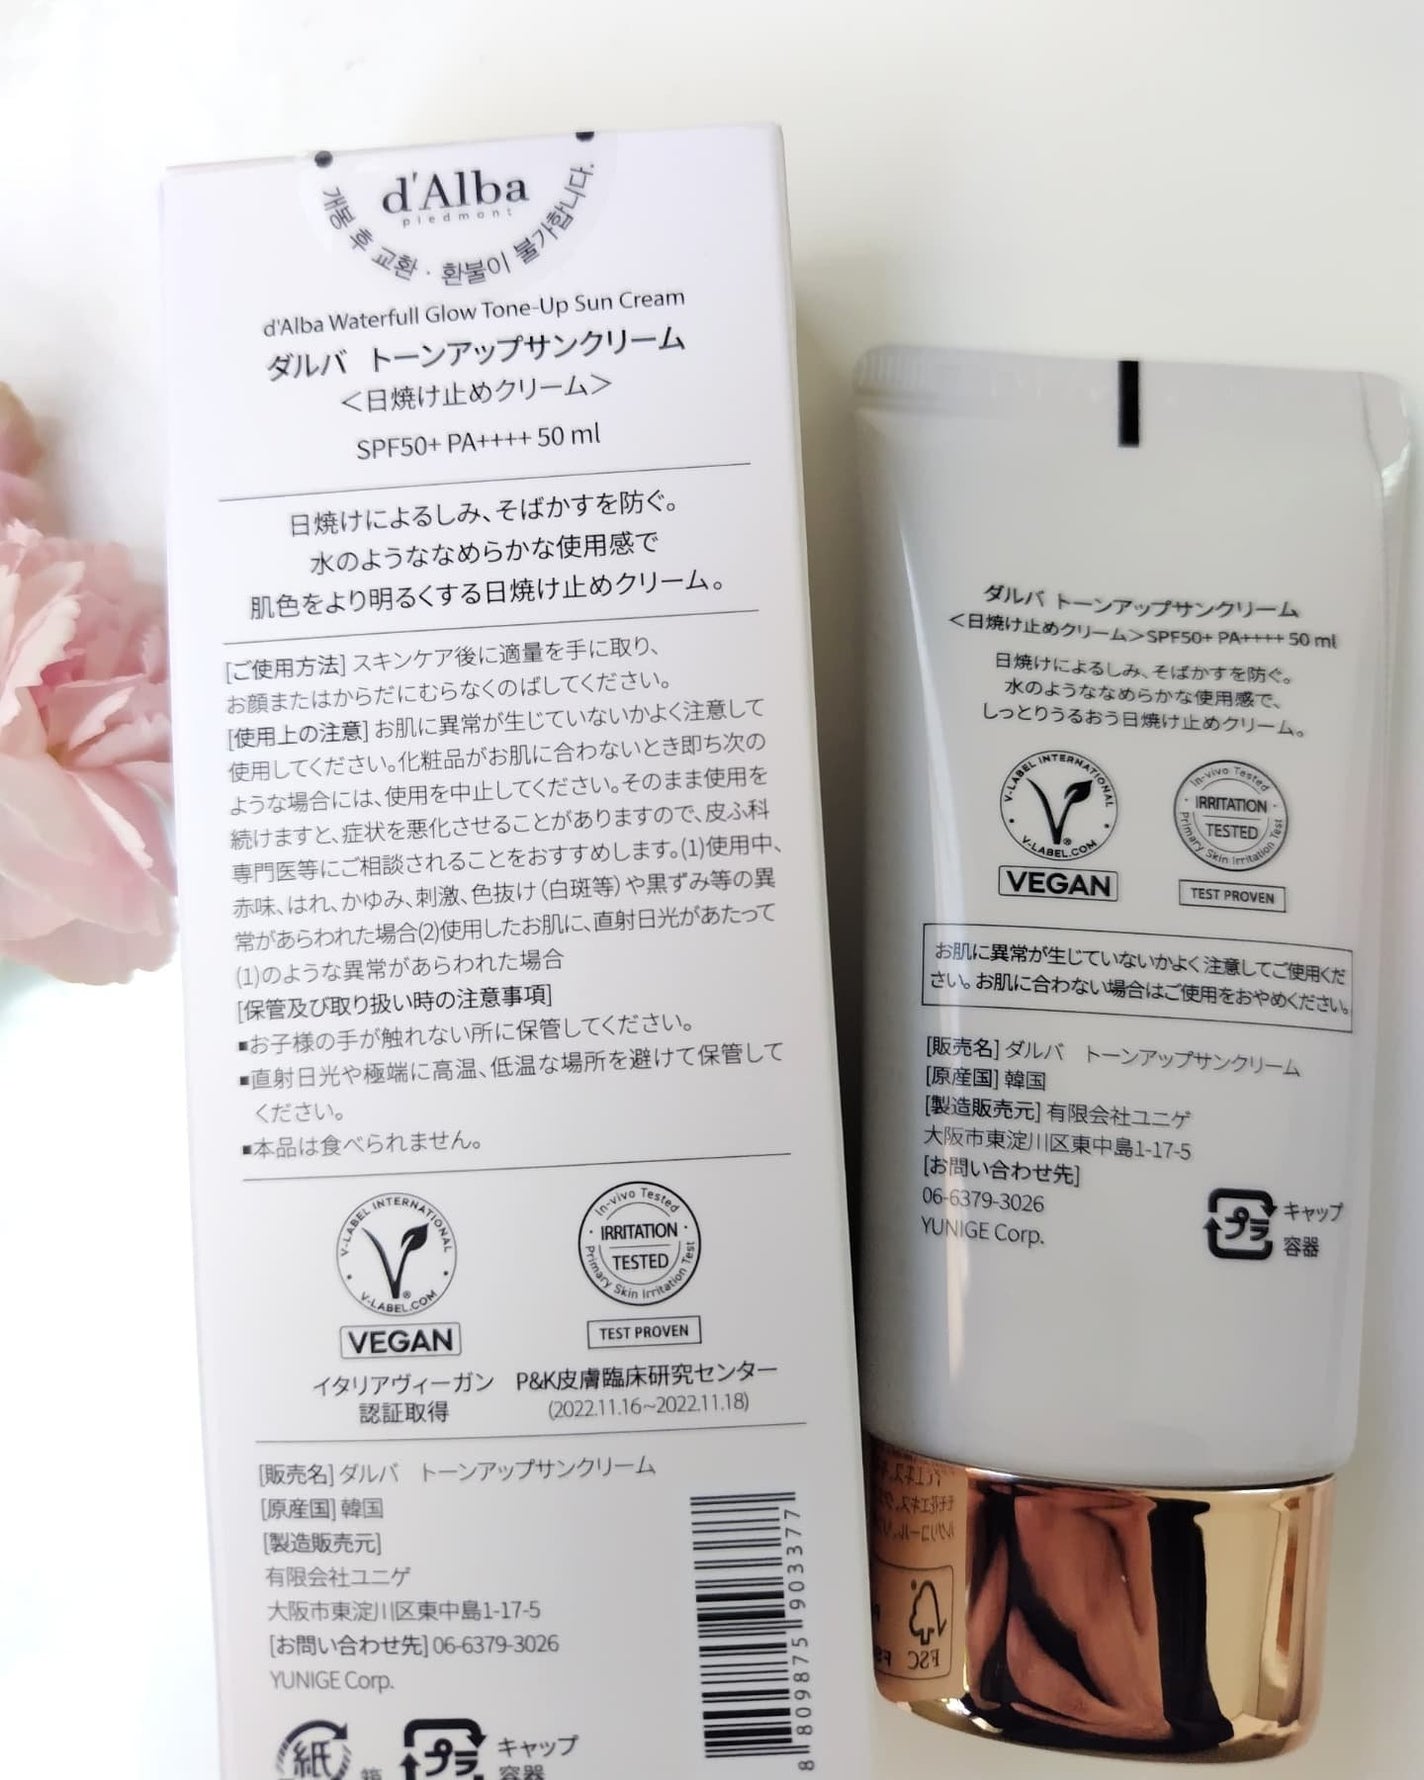 d'Alba
piedmont
개봉 후 교환·환불이 불가합니다.
d'Alba Waterfull Glow Tone-Up Sun Cream
ダルバ　トーンアップサンクリーム
＜日焼け止めクリーム＞
SPF50+ PA++++ 50 ml
日焼けによるしみ、そばかすを防ぐ。
水のようななめらかな使用感で
肌色をより明るくする日焼け止めクリーム。
[ご使用方法] スキンケア後に適量を手に取り、
お顔またはからだにむらなくのばしてください。
[使用上の注意] お肌に異常が生じていないかよく注意して
使用してください。化粧品がお肌に合わないとき即ち次の
ような場合には、使用を中止してください。そのまま使用を
続けますと、症状を悪化させることがありますので、皮ふ科
専門医等にご相談されることをおすすめします。(1)使用中、
赤味、はれ、かゆみ、刺激、色抜け（白斑等）や黒ずみ等の異
常があらわれた場合(2)使用したお肌に、直射日光があたって
(1)のような異常があらわれた場合
[保管及び取り扱い時の注意事項]
■お子様の手が触れない所に保管してください。
■直射日光や極端に高温、低温な場所を避けて保管して
ください。
■本品は食べられません。
V-LABEL INTERNATIONAL
V-LABEL.COM
VEGAN
イタリアヴィーガン
認証取得
In-vivo Tested
IRRITATION
TESTED
Primary Skin Irritation Test
TEST PROVEN
P&K皮膚臨床研究センター
(2022.11.16~2022.11.18)
[販売名] ダルバ　トーンアップサンクリーム
[原産国] 韓国
[製造販売元]
有限会社ユニゲ
大阪市東淀川区東中島1-17-5
[お問い合わせ先] 06-6379-3026
YUNIGE Corp.
紙
箱
プラ
キャップ
容器
8 809875 903377
ダルバ トーンアップサンクリーム
＜日焼け止めクリーム＞SPF50+ PA++++ 50 ml
日焼けによるしみ、そばかすを防ぐ。
水のようななめらかな使用感で、
しっとりうるおう日焼け止めクリーム。
V-LABEL INTERNATIONAL
V-LABEL.COM
VEGAN
In-vivo Tested
IRRITATION
TESTED
Primary Skin Irritation Test
TEST PROVEN
お肌に異常が生じていないかよく注意してご使用くだ
さい。お肌に合わない場合はご使用をおやめください。
[販売名] ダルバ　トーンアップサンクリーム
[原産国] 韓国
[製造販売元] 有限会社ユニゲ
大阪市東淀川区東中島1-17-5
[お問い合わせ先]
06-6379-3026
YUNIGE Corp.
プラ
キャップ
容器
FSC